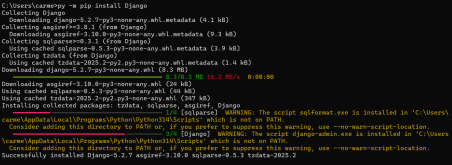 C:\Users\carme>py -m pip install Django
Collecting Django
  Downloading django-5.2.7-py3-none-any.whl.metadata (4.1 kB)
Collecting asgiref>=3.8.1 (from Django)
  Downloading asgiref-3.10.0-py3-none-any.whl.metadata (9.3 kB)
Collecting sqlparse>=0.3.1 (from Django)
  Using cached sqlparse-0.5.3-py3-none-any.whl.metadata (3.9 kB)
Collecting tzdata (from Django)
  Using cached tzdata-2025.2-py2.py3-none-any.whl.metadata (1.4 kB)
Downloading django-5.2.7-py3-none-any.whl (8.3 MB)
8.3/8.3 MB 16.2 MB/s 0:00:00
Downloading asgiref-3.10.0-py3-none-any.whl (24 kB)
Using cached sqlparse-0.5.3-py3-none-any.whl (44 kB)
Using cached tzdata-2025.2-py2.py3-none-any.whl (347 kB)
Installing collected packages: tzdata, sqlparse, asgiref, Django
1/4 [sqlparse]  WARNING: The script sqlformat.exe is installed in 'C:\Users\
carme\AppData\Local\Programs\Python\Python314\Scripts' which is not on PATH.
  Consider adding this directory to PATH or, if you prefer to suppress this warning, use --no-warn-script-location.
3/4 [Django]  WARNING: The script django-admin.exe is installed in 'C:\Users\
carme\AppData\Local\Programs\Python\Python314\Scripts' which is not on PATH.
  Consider adding this directory to PATH or, if you prefer to suppress this warning, use --no-warn-script-location.
Successfully installed Django-5.2.7 asgiref-3.10.0 sqlparse-0.5.3 tzdata-2025.2